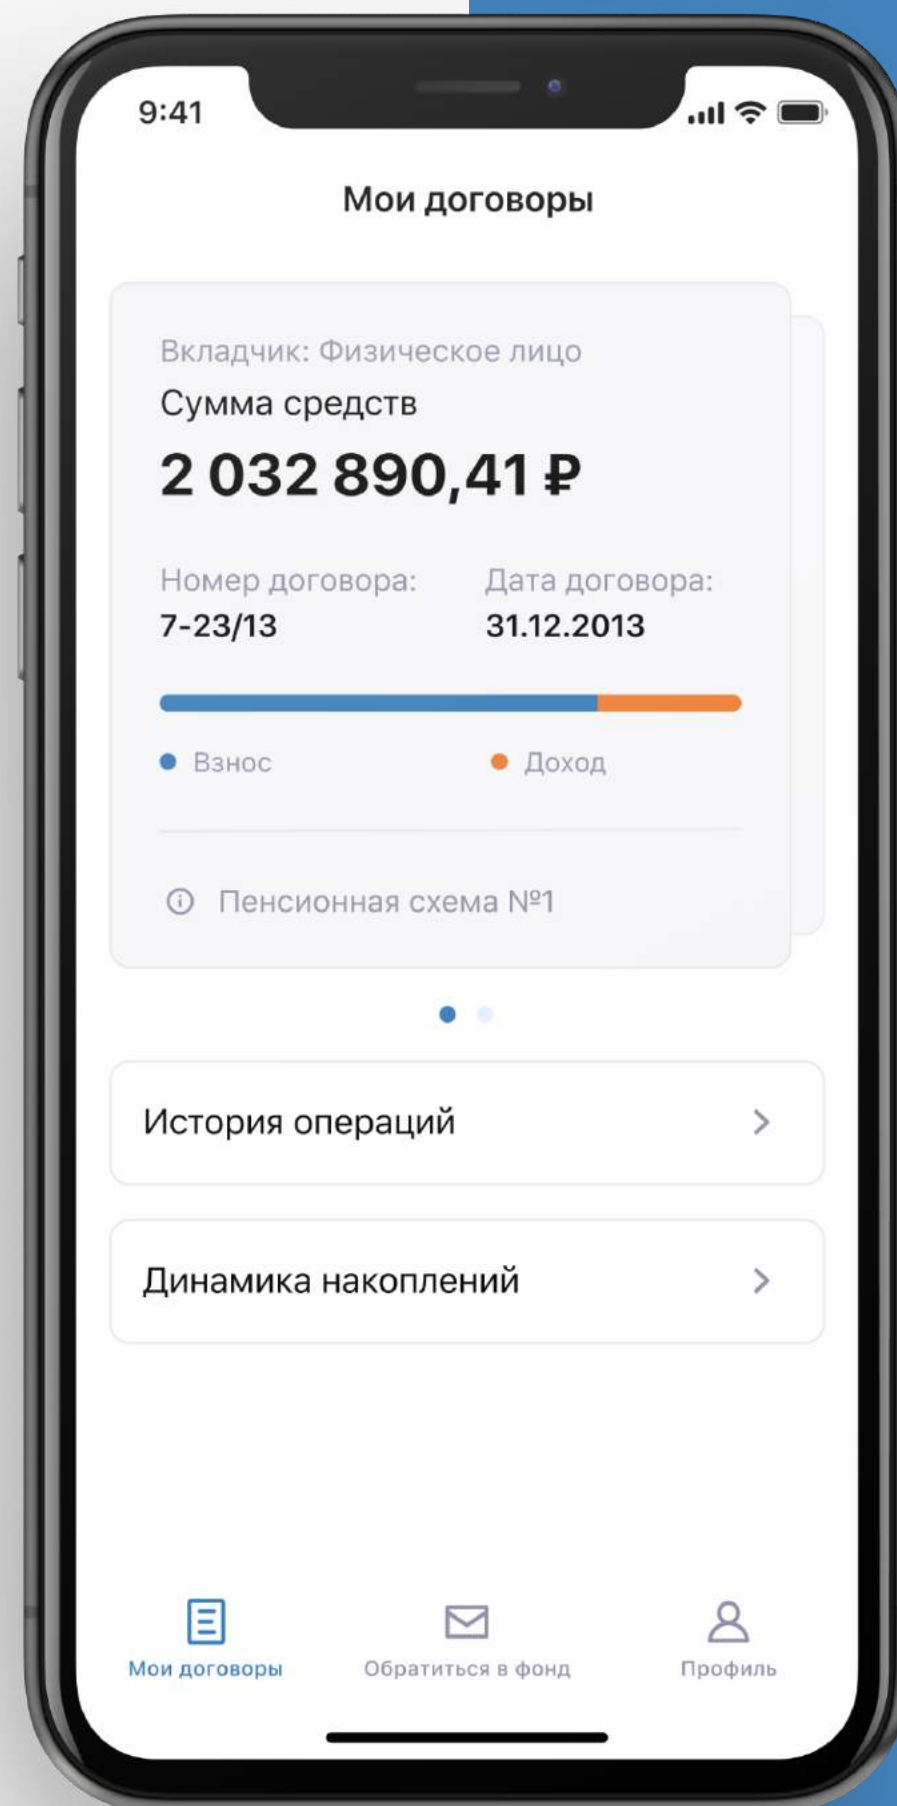 9:41
Мои договоры
Вкладчик: Физическое лицо
Сумма средств
2 032 890,41 ₽
Номер договора: Дата договора:
7-23/13 31.12.2013
Взнос Доход
Пенсионная схема №1
История операций
Динамика накоплений
Мои договоры Обратиться в фонд Профиль